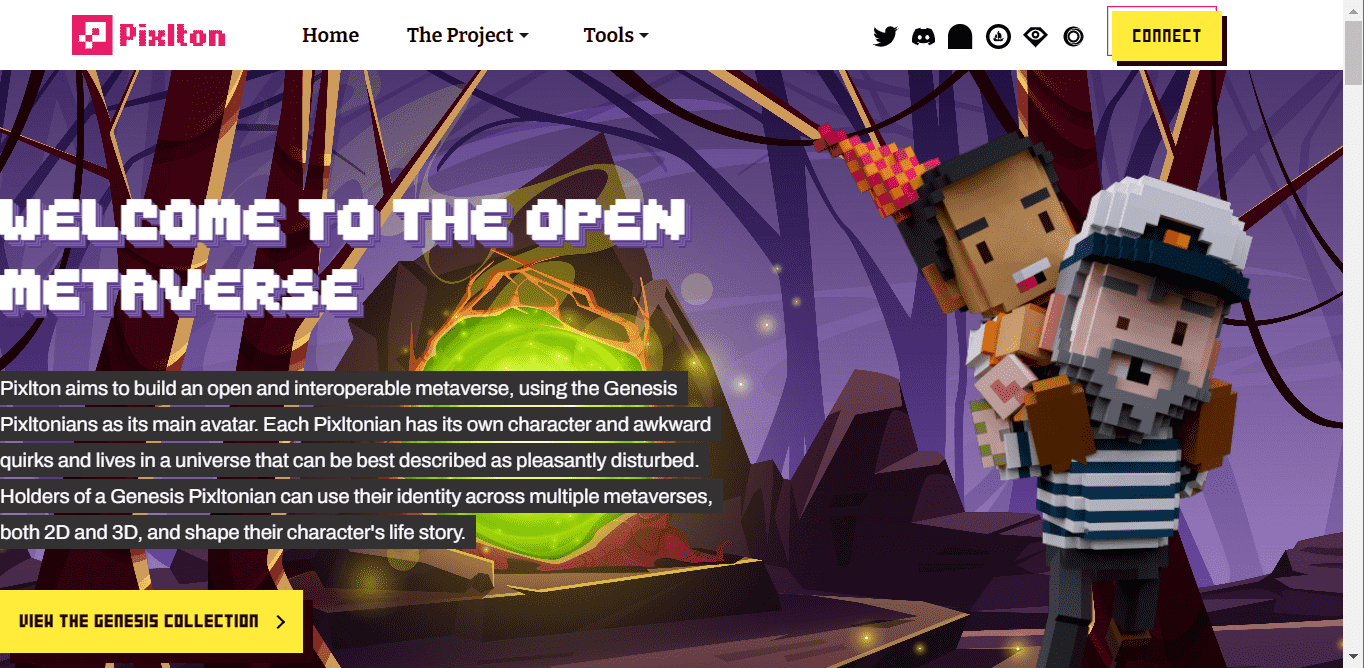 Pixlton
Home
The Project
Tools
CONNECT
WELCOME TO THE OPEN
METAVERSE
Pixlton aims to build an open and interoperable metaverse, using the Genesis
Pixltonians as its main avatar. Each Pixltonian has its own character and awkward
quirks and lives in a universe that can be best described as pleasantly disturbed.
Holders of a Genesis Pixltonian can use their identity across multiple metaverses,
both 2D and 3D, and shape their character's life story.
VIEW THE GENESIS COLLECTION